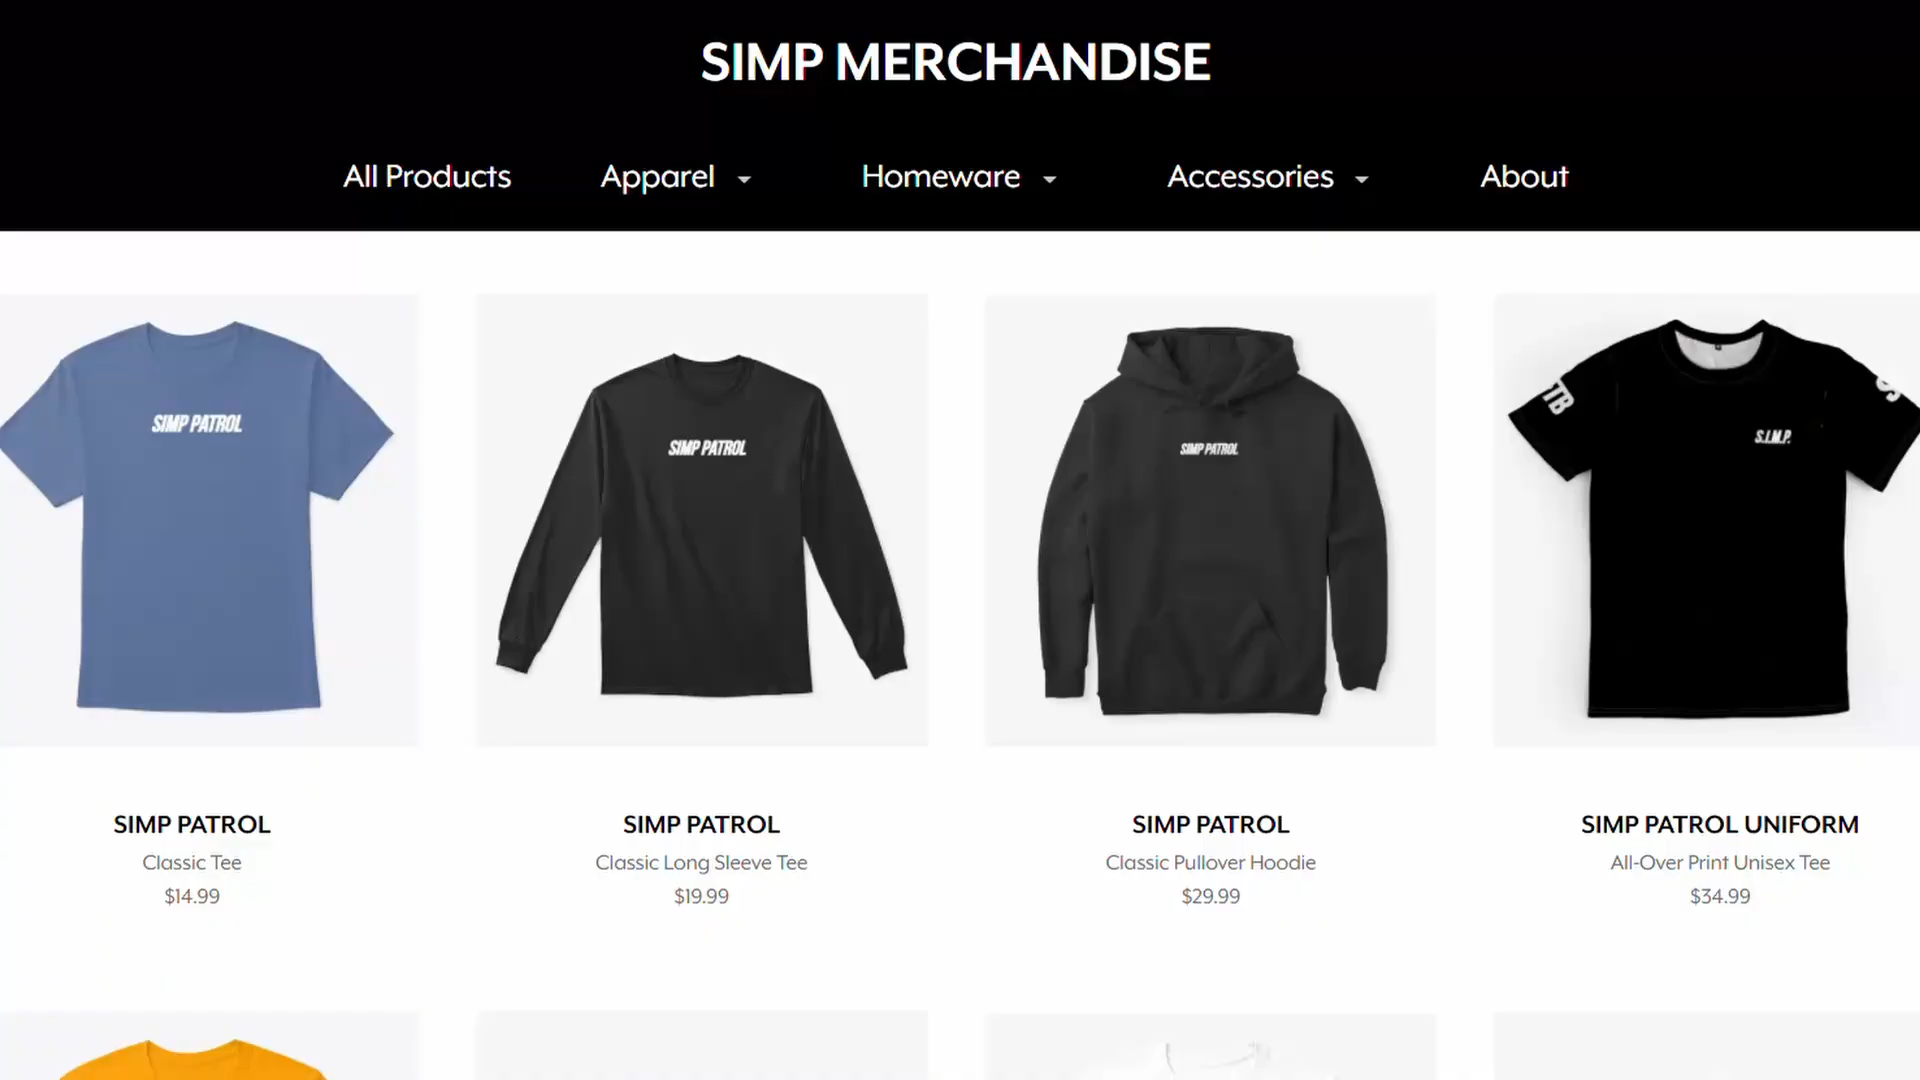 SIMP MERCHANDISE
All Products Apparel Homeware Accessories About
SIMP PATROL
SIMP PATROL
SIMP PATROL
TB
S.I.M.P.
SIMP PATROL
Classic Tee
$14.99
SIMP PATROL
Classic Long Sleeve Tee
$19.99
SIMP PATROL
Classic Pullover Hoodie
$29.99
SIMP PATROL UNIFORM
All-Over Print Unisex Tee
$34.99